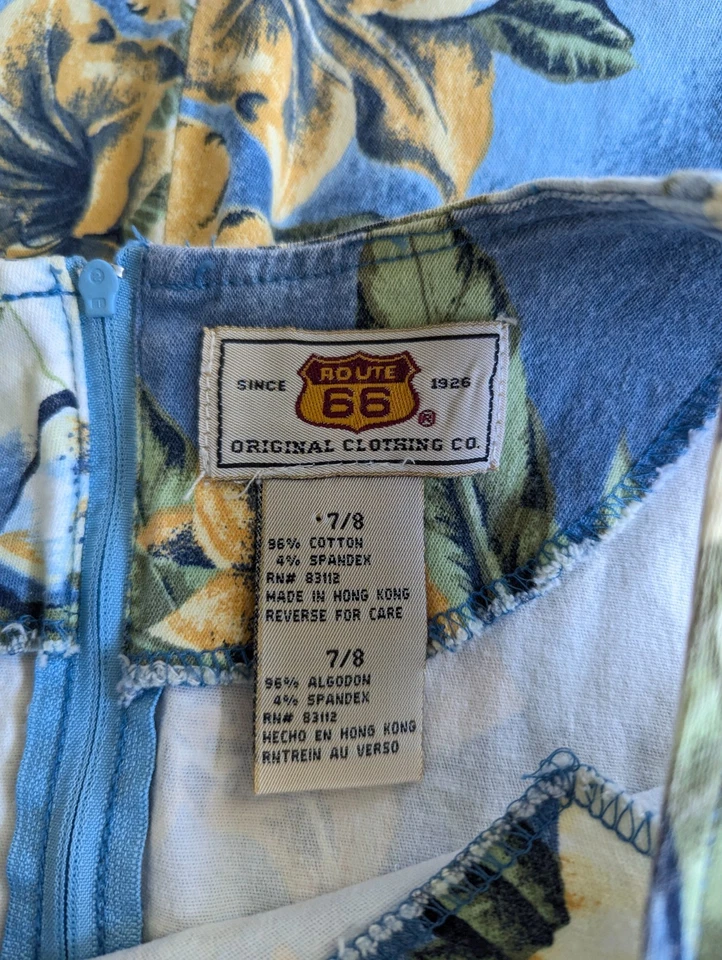 ROUTE
SINCE 66 1926
®
ORIGINAL CLOTHING CO.
7/8
96% COTTON
4% SPANDEX
RN# 83112
MADE IN HONG KONG
REVERSE FOR CARE
7/8
96% ALGODON
4% SPANDEX
RN# 83112
HECHO EN HONG KONG
RNTREIN AU VERSO